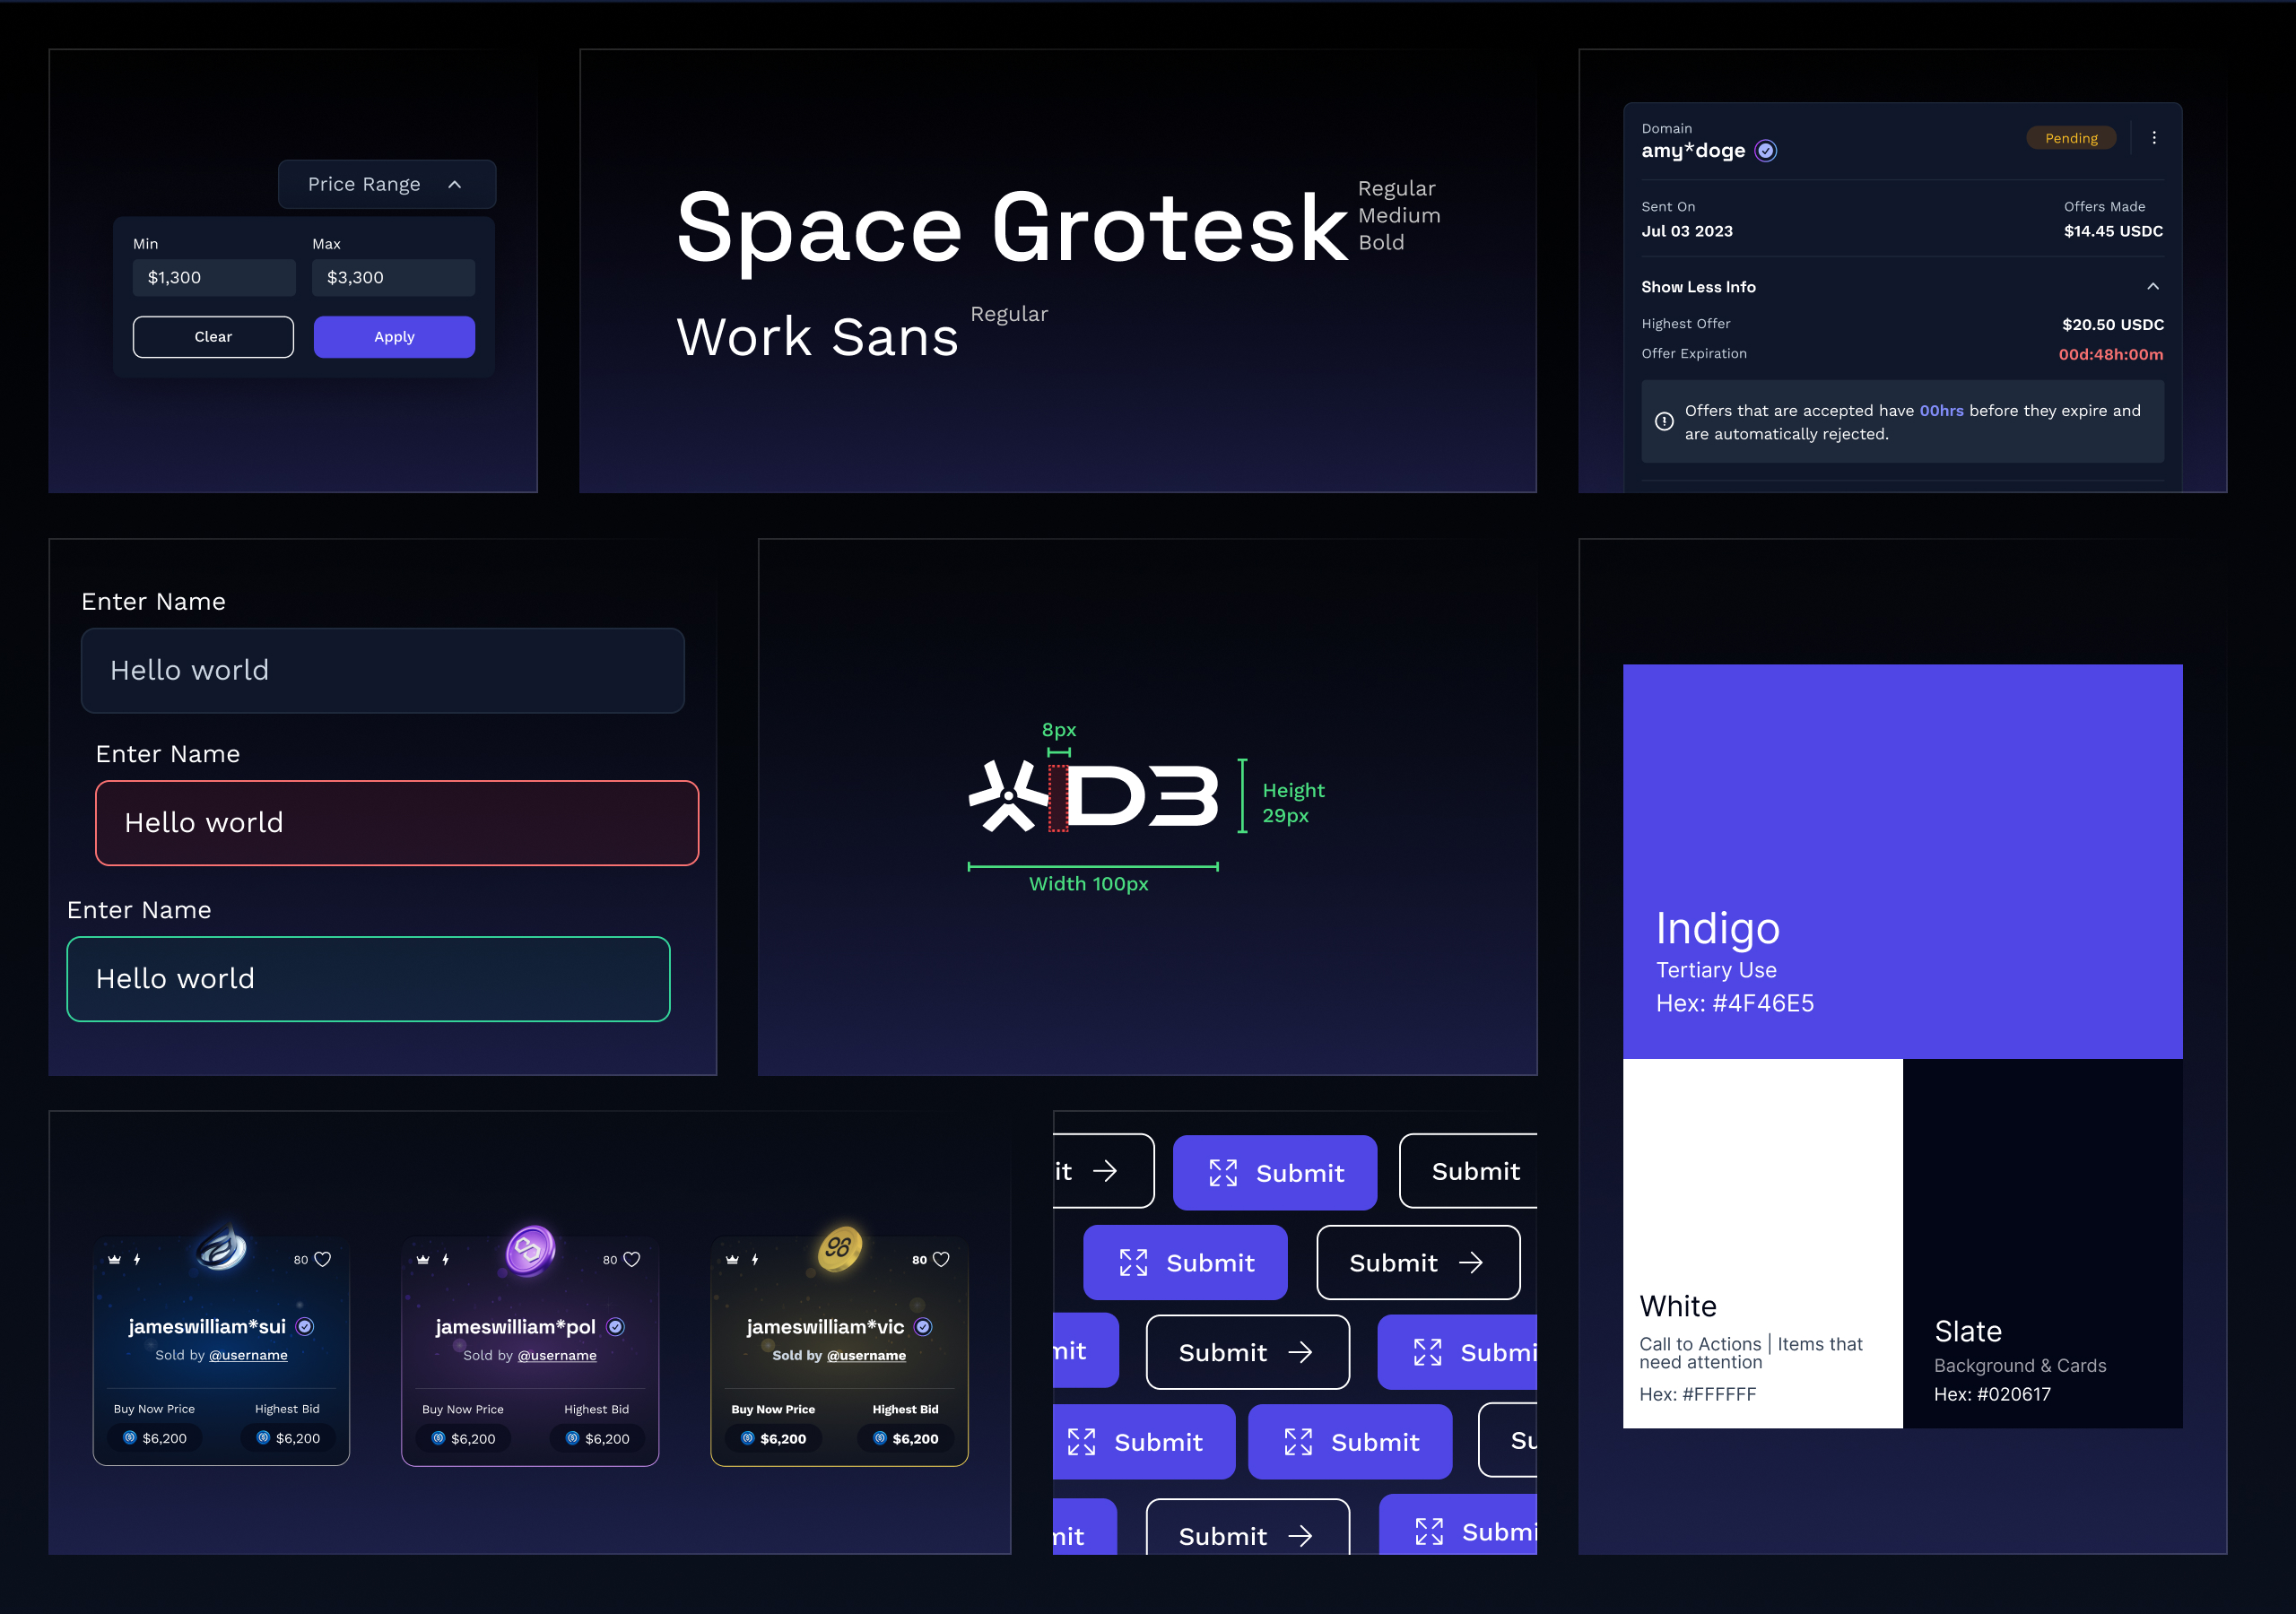 Price Range
Min
Max
$1,300
$3,300
Clear
Apply
Space Grotesk
Regular
Medium
Bold
Work Sans
Regular
Domain
amy*doge
Pending
Sent On
Offers Made
Jul 03 2023
$14.45 USDC
Show Less Info
Highest Offer
$20.50 USDC
Offer Expiration
00d:48h:00m
Offers that are accepted have 00hrs before they expire and
are automatically rejected.
Enter Name
Hello world
Enter Name
Hello world
Enter Name
Hello world
8px
D3
Height
29px
Width 100px
Indigo
Tertiary Use
Hex: #4F46E5
White
Call to Actions | Items that
need attention
Hex: #FFFFFF
Slate
Background & Cards
Hex: #020617
80
jameswilliam*sui
Sold by @username
Buy Now Price
Highest Bid
$6,200
$6,200
80
jameswilliam*pol
Sold by @username
Buy Now Price
Highest Bid
$6,200
$6,200
98
80
jameswilliam*vic
Sold by @username
Buy Now Price
Highest Bid
$6,200
$6,200
it
Submit
Submit
Submit
Submit
mit
Submit
Submi
Submit
Submit
Su
mit
Submit
Submi